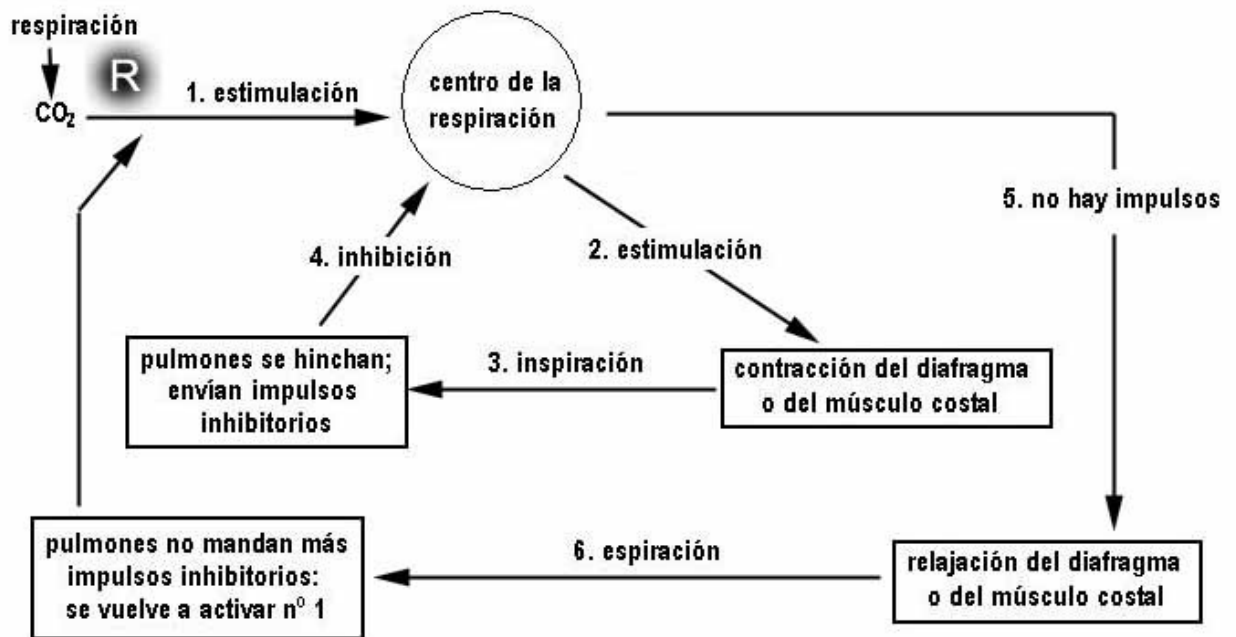 respiración
CO₂
R
1. estimulación
centro de la
respiración
5. no hay impulsos
2. estimulación
4. inhibición
pulmones se hinchan;
envían impulsos
inhibitorios
3. inspiración
contracción del diafragma
o del músculo costal
pulmones no mandan más
impulsos inhibitorios:
se vuelve a activar nº 1
6. espiración
relajación del diafragma
o del músculo costal